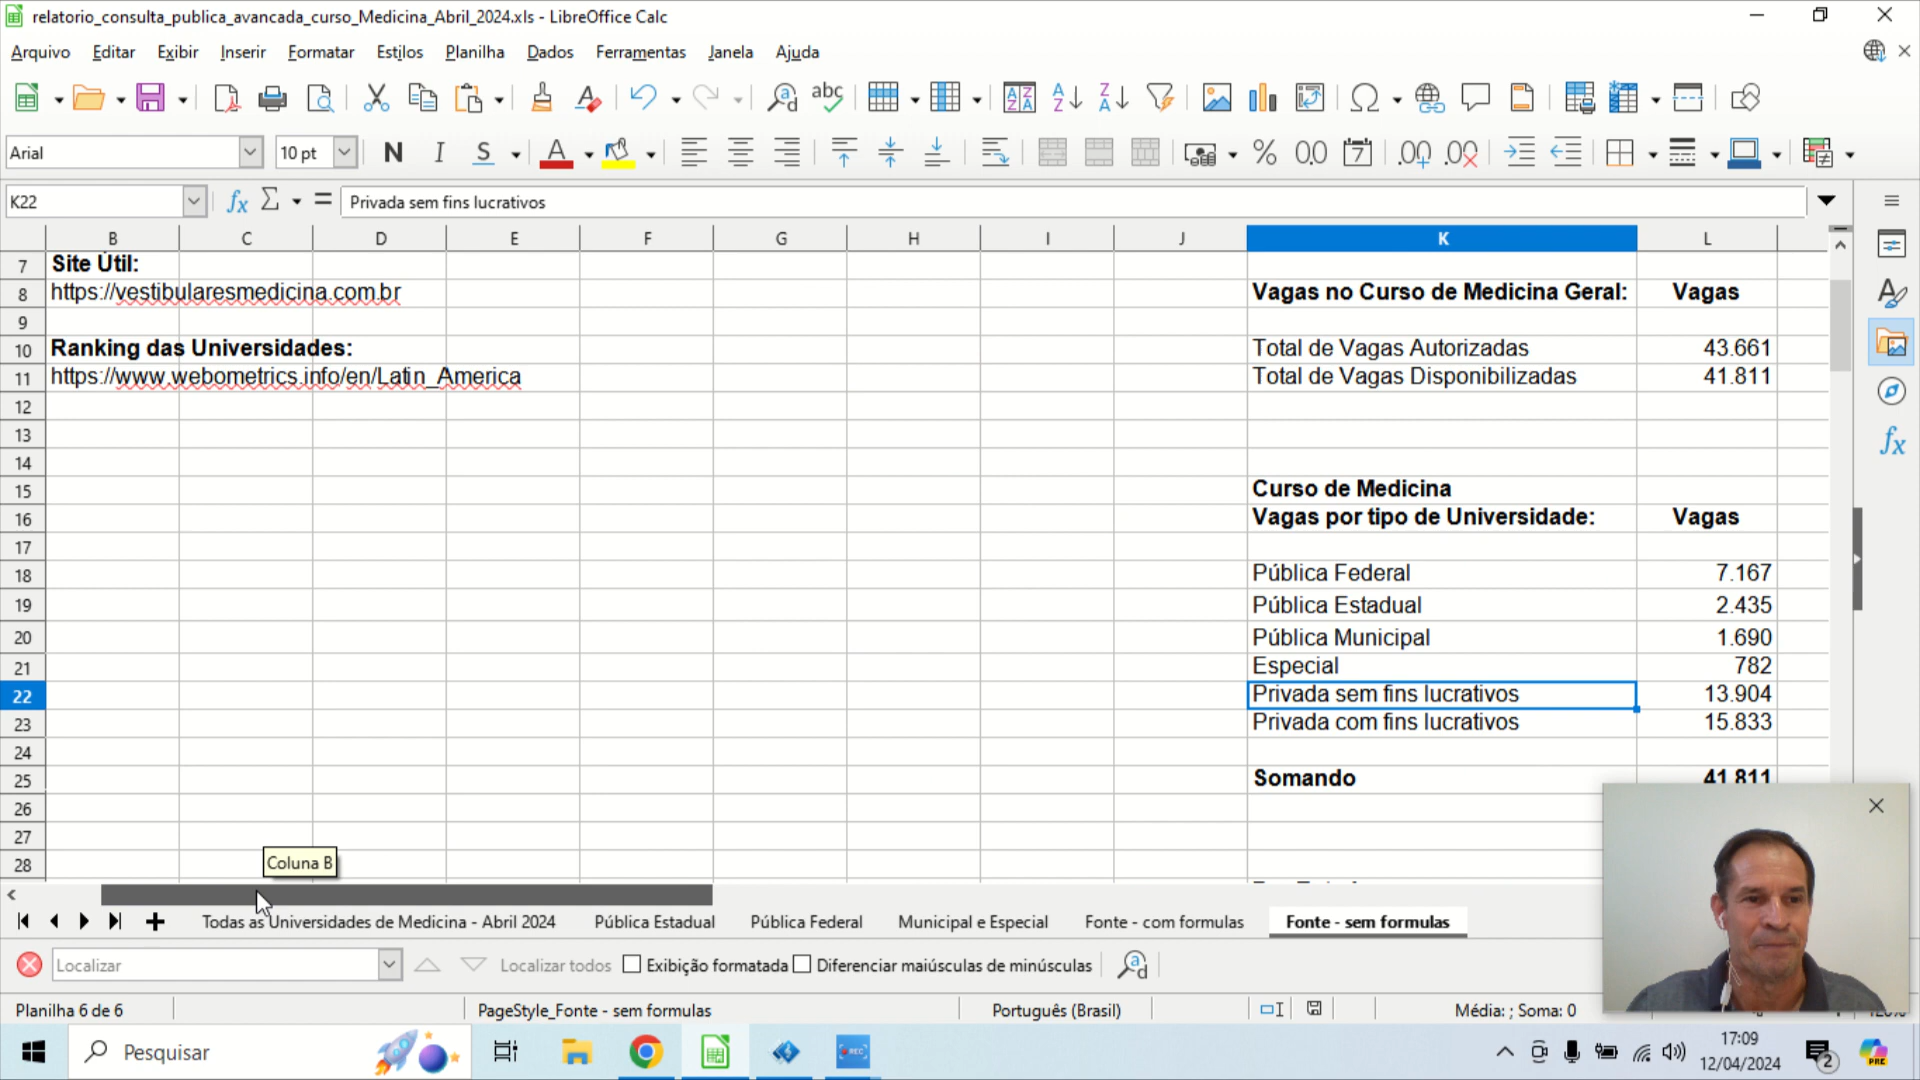 relatorio_consulta_publica_avancada_curso_Medicina_Abril_2024.xls - LibreOffice Calc
Arquivo Editar Exibir Inserir Formatar Estilos Planilha Dados Ferramentas Janela Ajuda
Arial 10 pt N I S A
K22 fx Σ = Privada sem fins lucrativos
B C D E F G H I J K L
7 Site Útil:
8 https://vestibularesmedicina.com.br Vagas no Curso de Medicina Geral: Vagas
9
10 Ranking das Universidades: Total de Vagas Autorizadas 43.661
11 https://www.webometrics.info/en/Latin_America Total de Vagas Disponibilizadas 41.811
12
13
14
15 Curso de Medicina
16 Vagas por tipo de Universidade: Vagas
17
18 Pública Federal 7.167
19 Pública Estadual 2.435
20 Pública Municipal 1.690
21 Especial 782
22 Privada sem fins lucrativos 13.904
23 Privada com fins lucrativos 15.833
24
25 Somando 41.811
26
27
28
Coluna B
Todas as Universidades de Medicina - Abril 2024 Pública Estadual Pública Federal Municipal e Especial Fonte - com formulas Fonte - sem formulas
Localizar Localizar todos Exibição formatada Diferenciar maiúsculas de minúsculas
Planilha 6 de 6 PageStyle_Fonte - sem formulas Português (Brasil) Média: ; Soma: 0
Pesquisar REC 17:09
12/04/2024 2 PRE